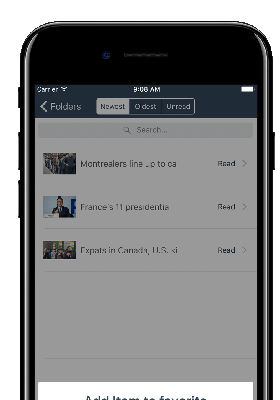 Carrier 9:08 AM
Folders Newest Oldest Unread
Search...
Montrealers line up to ca Read
France's 11 presidentia Read
Expats in Canada, U.S. ki Read
Add Item to favorite